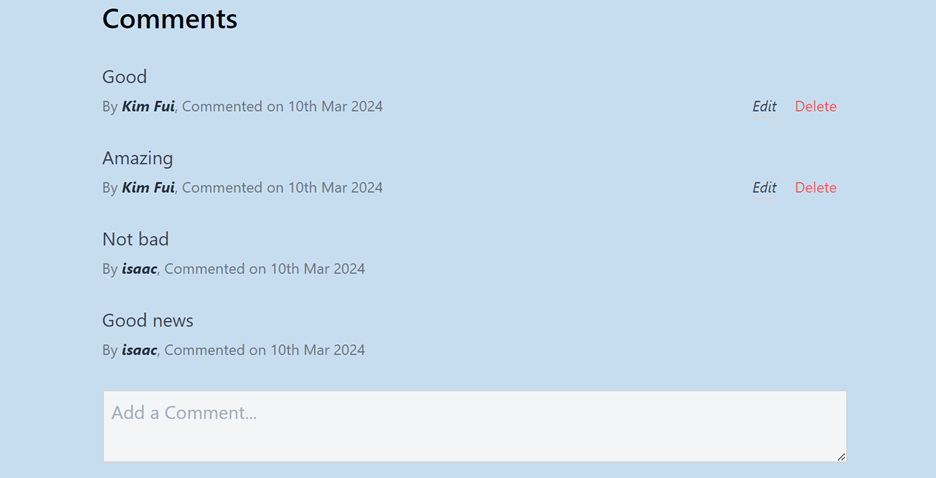 Comments
Good
By Kim Fui, Commented on 10th Mar 2024 Edit Delete
Amazing
By Kim Fui, Commented on 10th Mar 2024 Edit Delete
Not bad
By isaac, Commented on 10th Mar 2024
Good news
By isaac, Commented on 10th Mar 2024
Add a Comment...